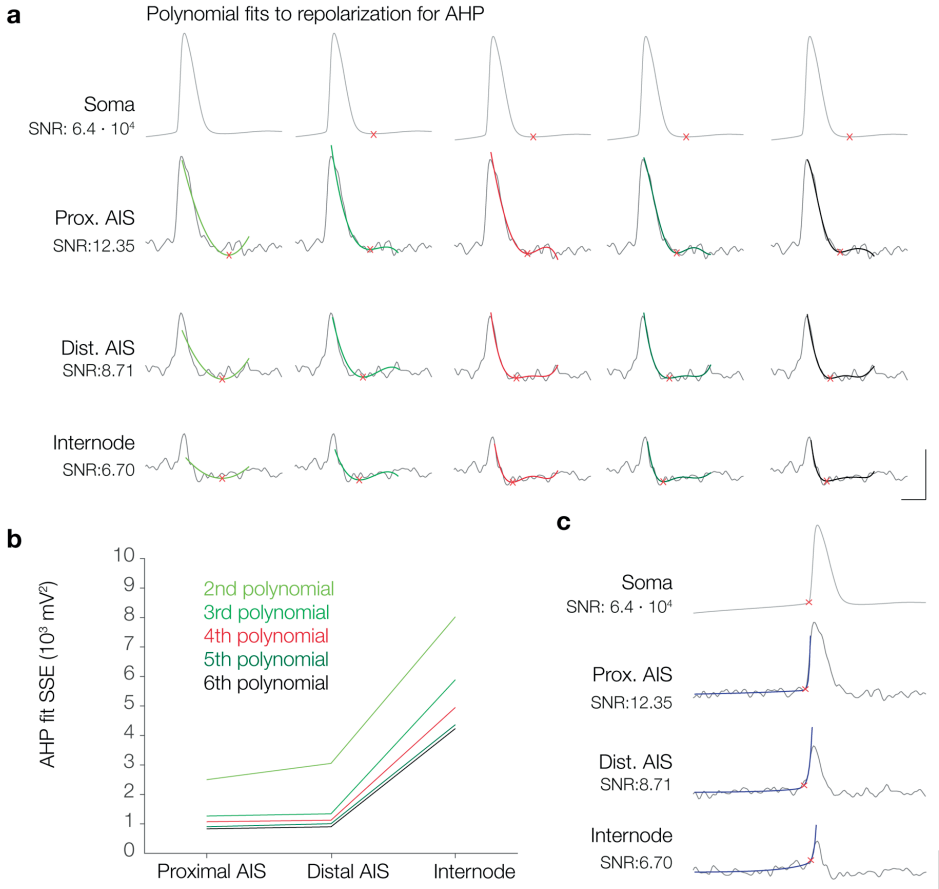 a
Polynomial fits to repolarization for AHP
Soma
SNR: 6.4 · 10⁴
Prox. AIS
SNR:12.35
Dist. AIS
SNR:8.71
Internode
SNR:6.70
b
AHP fit SSE (10³ mV²)
10
9
8
7
6
5
4
3
2
1
0
2nd polynomial
3rd polynomial
4th polynomial
5th polynomial
6th polynomial
Proximal AIS
Distal AIS
Internode
c
Soma
SNR: 6.4 · 10⁴
Prox. AIS
SNR:12.35
Dist. AIS
SNR:8.71
Internode
SNR:6.70